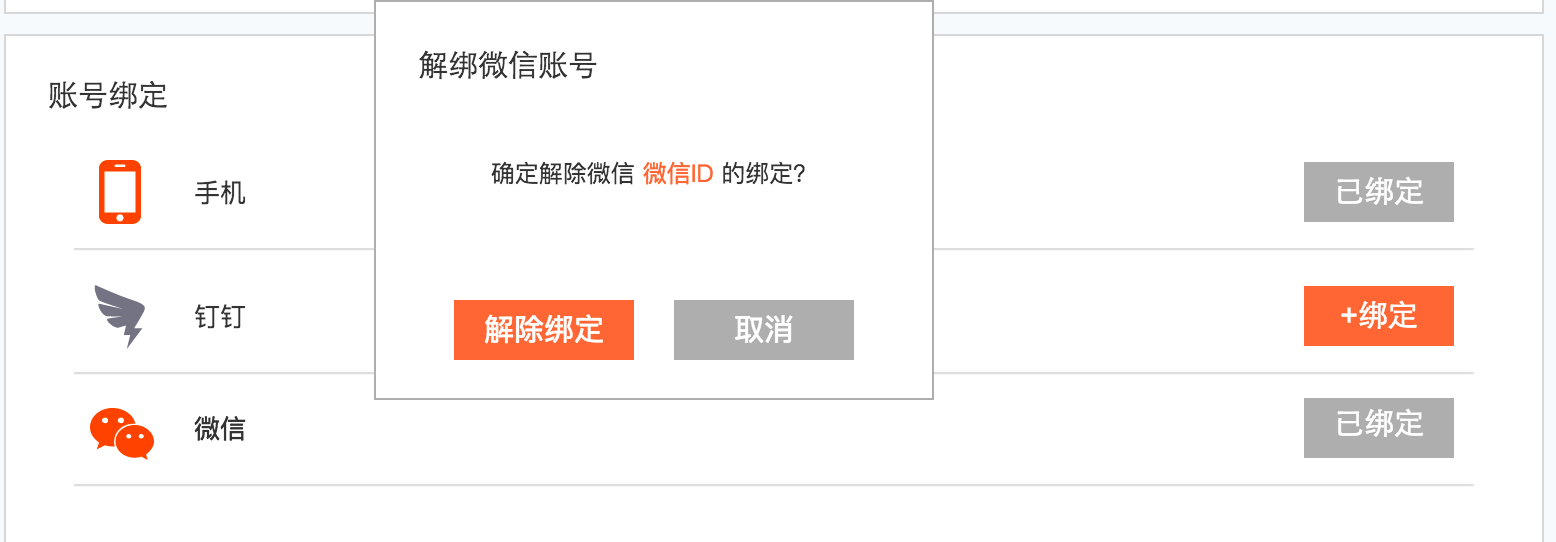 解绑微信账号
账号绑定
确定解除微信 微信ID 的绑定?
手机
已绑定
钉钉
+绑定
解除绑定
取消
微信
已绑定